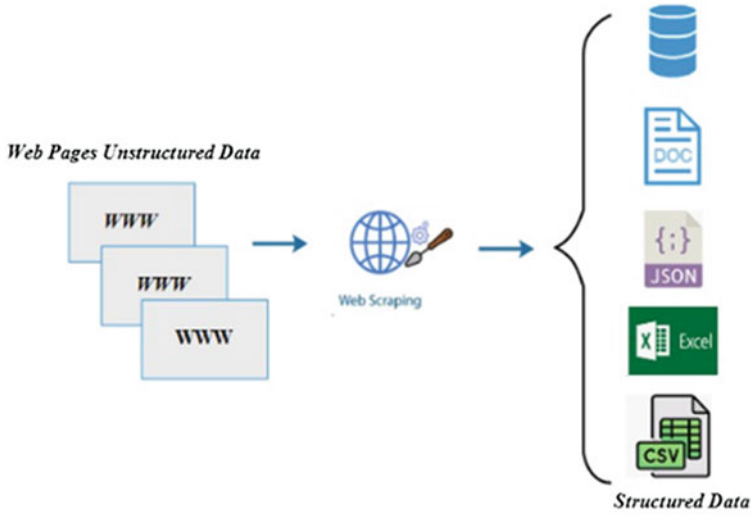 Web Pages Unstructured Data
WWW
WWW
WWW
Web Scraping
DOC
{;}
JSON
X Excel
CSV
Structured Data